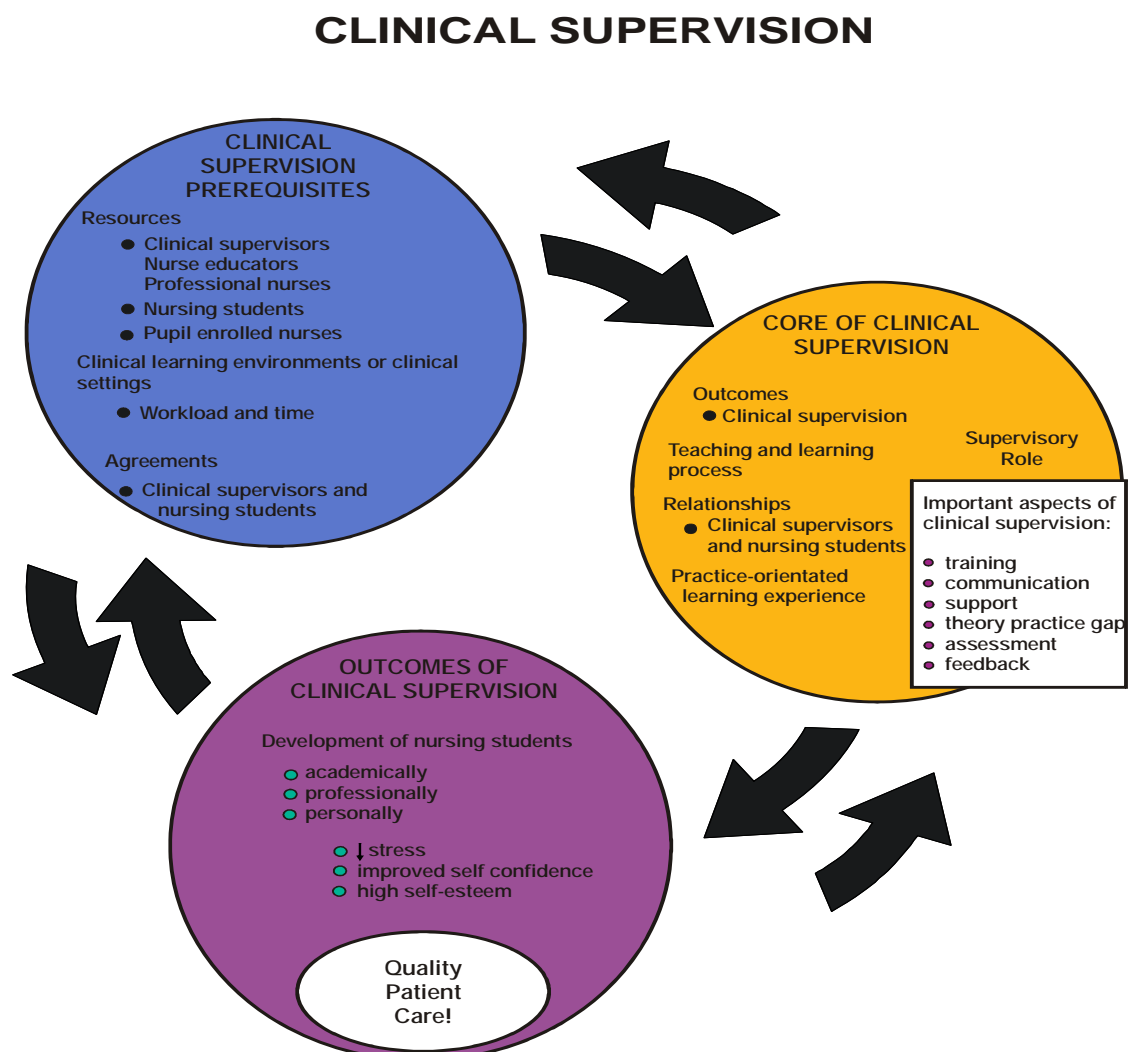 CLINICAL SUPERVISION
CLINICAL
SUPERVISION
PREREQUISITES
Resources
Clinical supervisors
Nurse educators
Professional nurses
Nursing students
Pupil enrolled nurses
Clinical learning environments or clinical
settings
Workload and time
Agreements
Clinical supervisors and
nursing students
CORE OF CLINICAL
SUPERVISION
Outcomes
Clinical supervision
Teaching and learning
process
Relationships
Clinical supervisors
and nursing students
Practice-orientated
learning experience
Supervisory
Role
Important aspects of
clinical supervision:
training
communication
support
theory practice gap
assessment
feedback
OUTCOMES OF
CLINICAL SUPERVISION
Development of nursing students
academically
professionally
personally
↓ stress
improved self confidence
high self-esteem
Quality
Patient
Care!